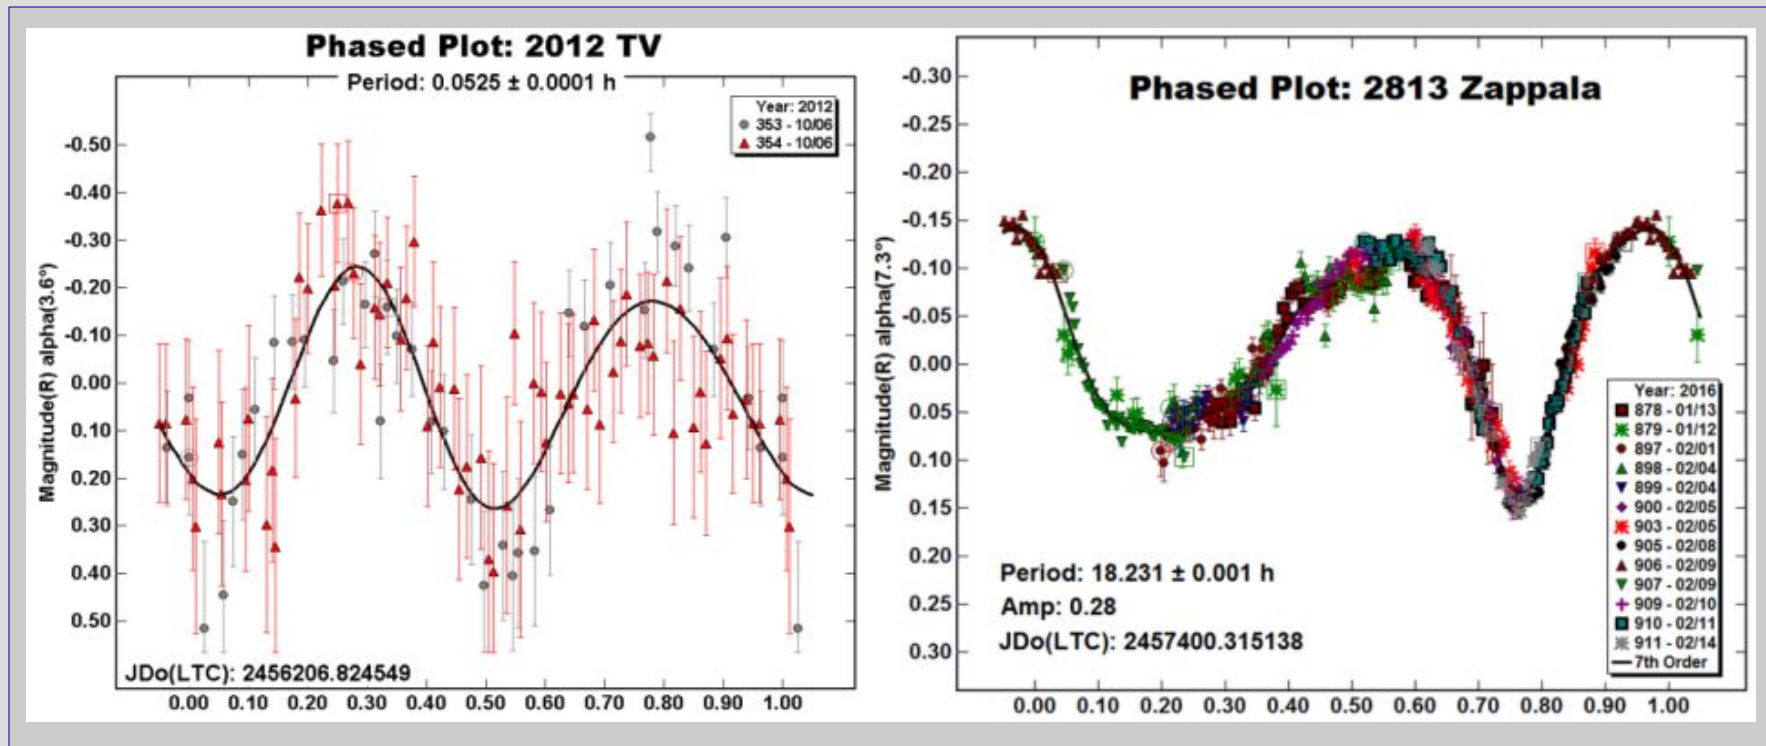 Phased Plot: 2012 TV
Period: 0.0525 ± 0.0001 h
Year: 2012
353 - 10/06
354 - 10/06
-0.50
-0.40
-0.30
-0.20
-0.10
0.00
0.10
0.20
0.30
0.40
0.50
Magnitude(R) alpha(3.6°)
JDo(LTC): 2456206.824549
0.00 0.10 0.20 0.30 0.40 0.50 0.60 0.70 0.80 0.90 1.00
Phased Plot: 2813 Zappala
-0.30
-0.25
-0.20
-0.15
-0.10
-0.05
0.00
0.05
0.10
0.15
0.20
0.25
0.30
Magnitude(R) alpha(7.3°)
Year: 2016
878 - 01/13
879 - 01/12
897 - 02/01
898 - 02/04
899 - 02/04
900 - 02/05
903 - 02/05
905 - 02/08
906 - 02/09
907 - 02/09
909 - 02/10
910 - 02/11
911 - 02/14
7th Order
Period: 18.231 ± 0.001 h
Amp: 0.28
JDo(LTC): 2457400.315138
0.00 0.10 0.20 0.30 0.40 0.50 0.60 0.70 0.80 0.90 1.00